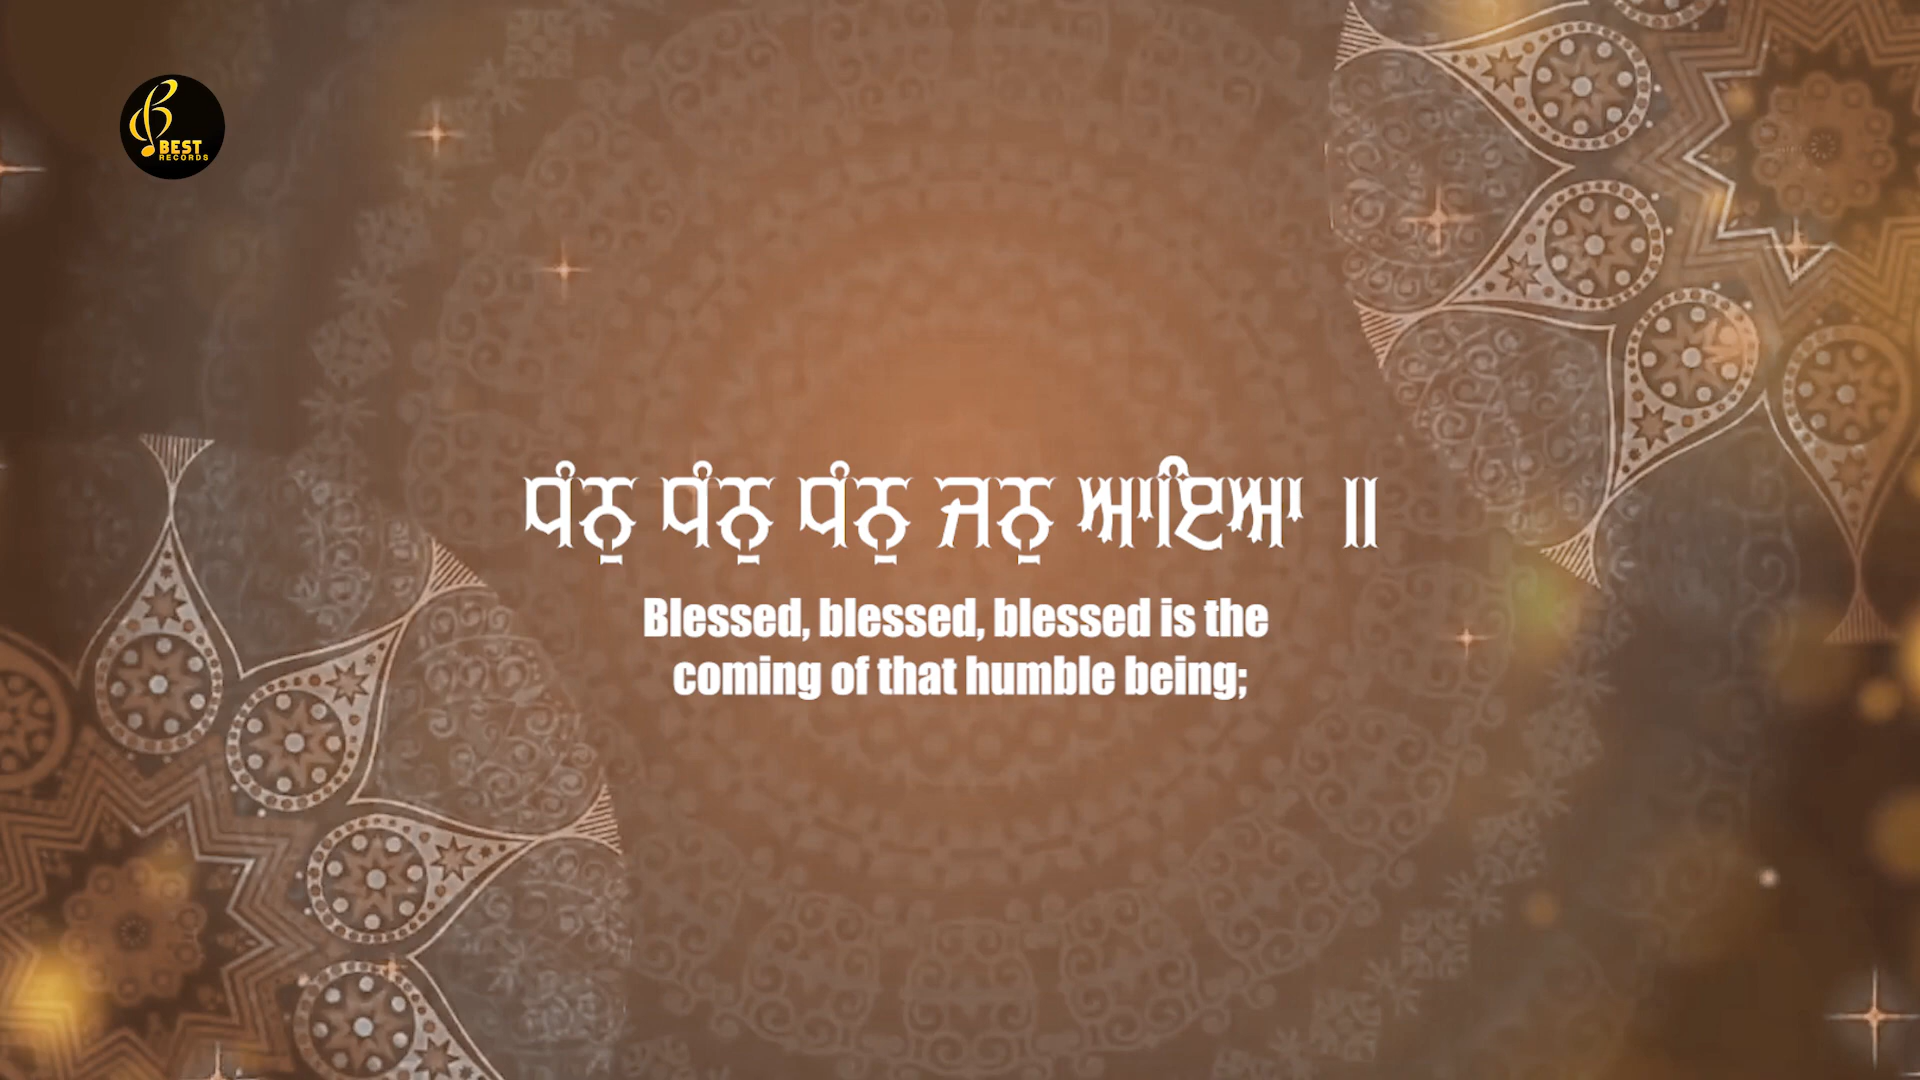 BEST
RECORDS
ਧੰਨੁ ਧੰਨੁ ਧੰਨੁ ਜਨੁ ਆਇਆ ॥
Blessed, blessed, blessed is the
coming of that humble being;